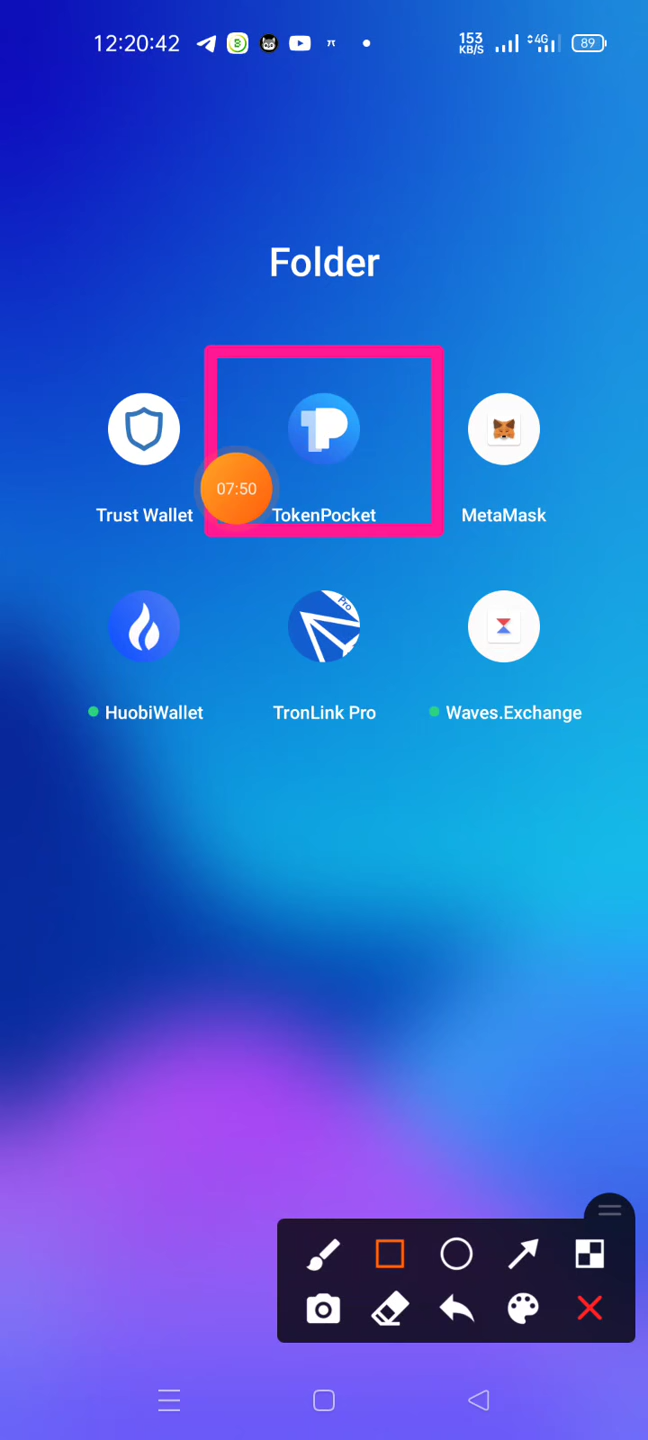 12:20:42
153
KB/S
4G
89
Folder
07:50
Trust Wallet
TokenPocket
MetaMask
Pro
HuobiWallet
TronLink Pro
Waves.Exchange